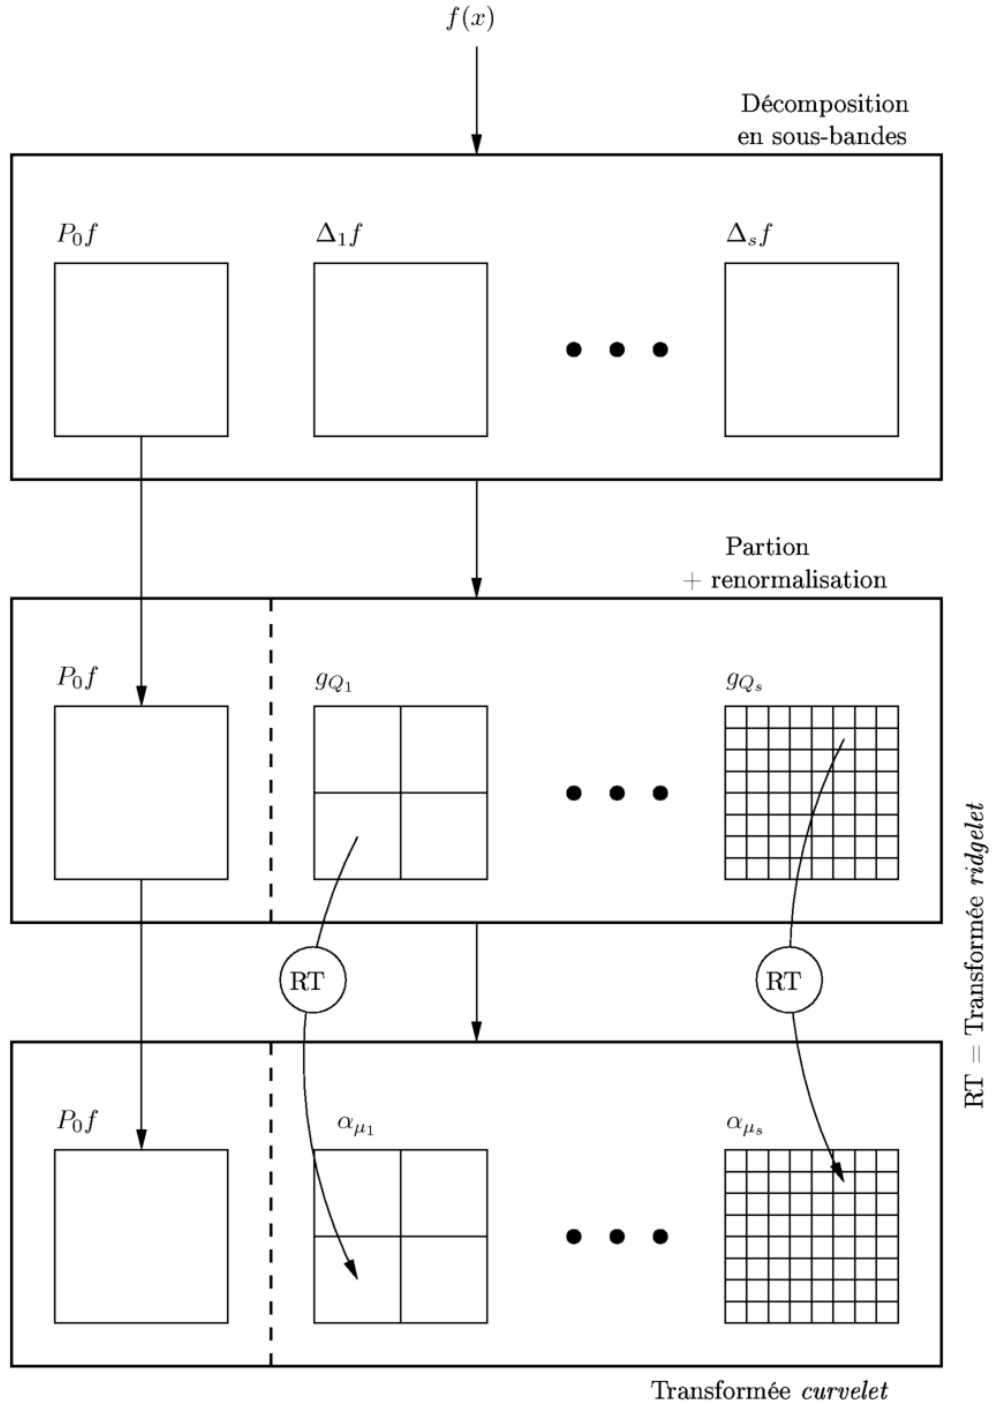 f(x)
Décomposition
en sous-bandes
P₀f
Δ₁f
Δₛf
Partion
+ renormalisation
P₀f
g_{Q₁}
g_{Qₛ}
RT
RT
RT = Transformée ridgelet
P₀f
α_{μ₁}
α_{μₛ}
Transformée curvelet